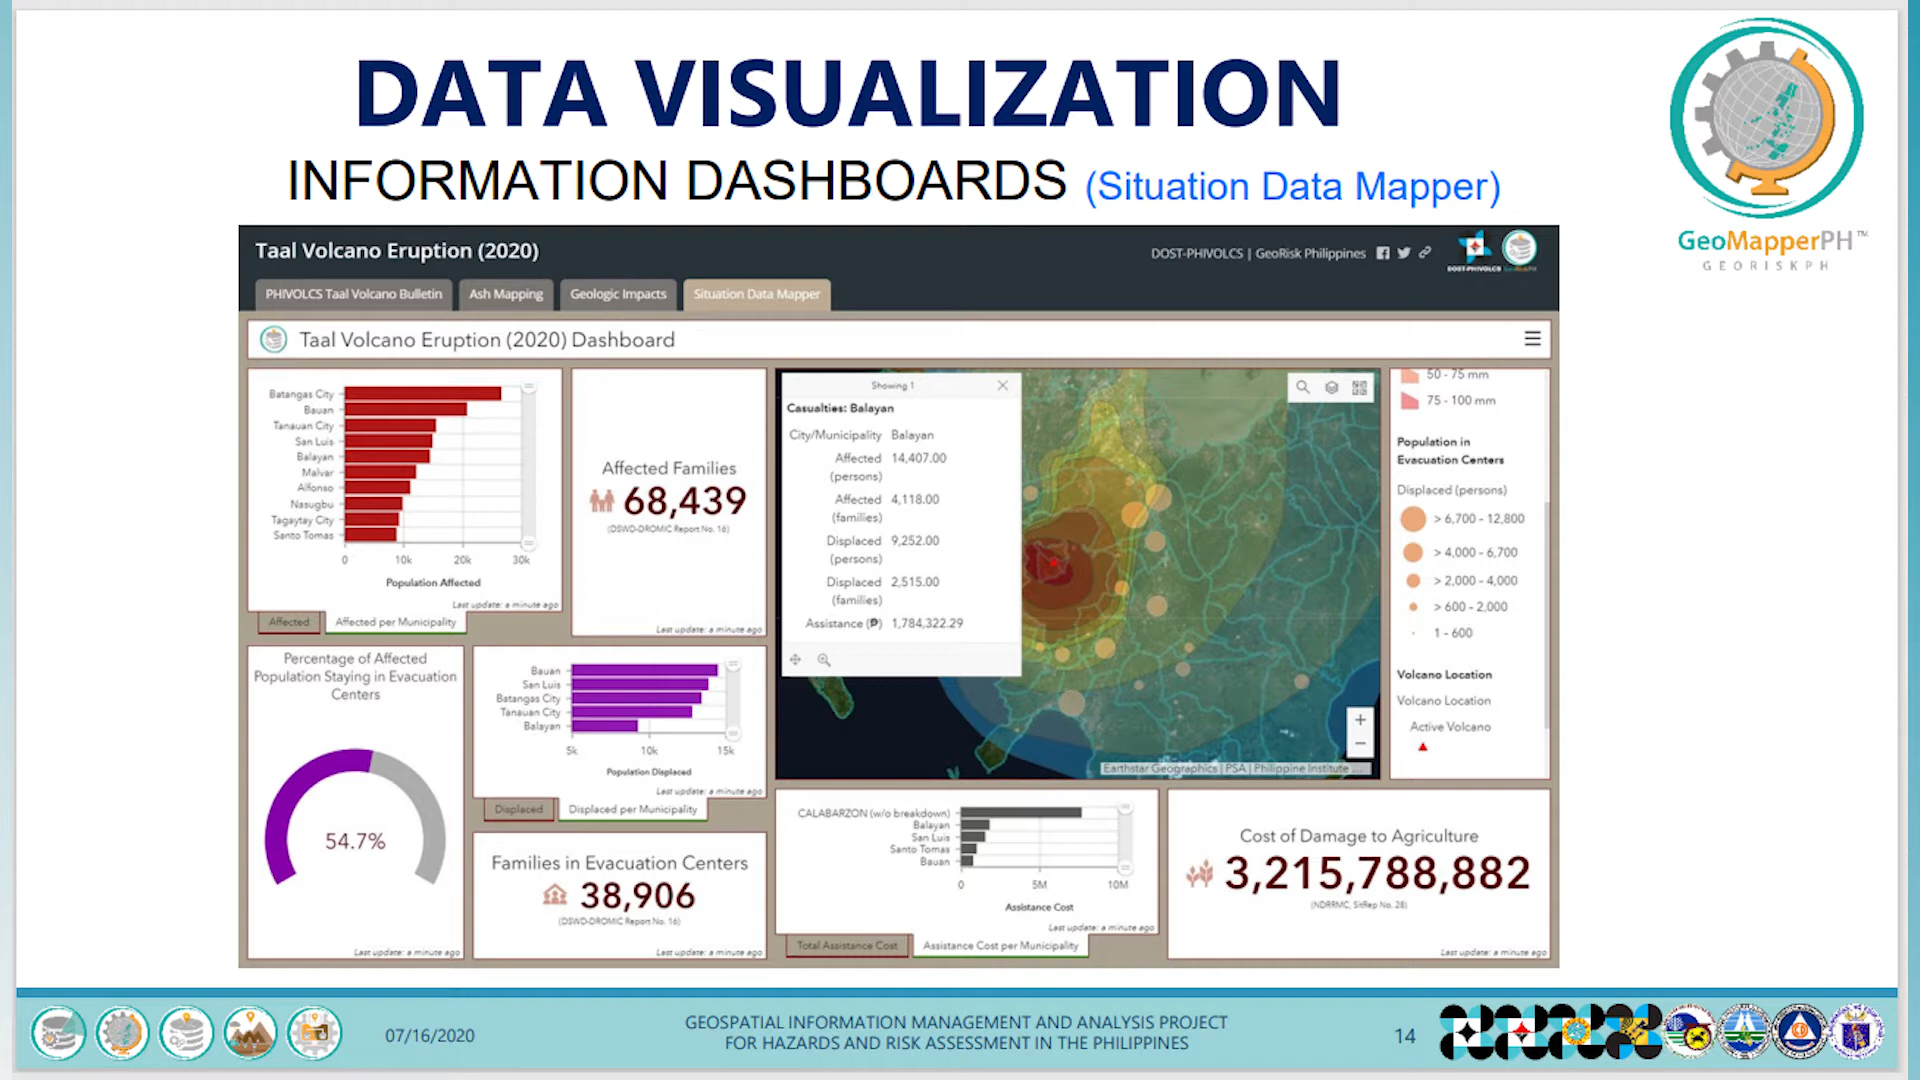 DATA VISUALIZATION
INFORMATION DASHBOARDS (Situation Data Mapper)
GeoMapperPH™
GEORISKPH
Taal Volcano Eruption (2020)
DOST-PHIVOLCS | GeoRisk Philippines
DOST-PHIVOLCS GeoRiskPH
PHIVOLCS Taal Volcano Bulletin
Ash Mapping
Geologic Impacts
Situation Data Mapper
Taal Volcano Eruption (2020) Dashboard
Batangas City
Bauan
Tanauan City
San Luis
Balayan
Malvar
Alfonso
Nasugbu
Tagaytay City
Santo Tomas
0 10k 20k 30k
Population Affected
Last update: a minute ago
Affected
Affected per Municipality
Affected Families
68,439
(DSWD-DROMIC Report No. 16)
Last update: a minute ago
Showing 1
Casualties: Balayan
City/Municipality Balayan
Affected 14,407.00
(persons)
Affected 4,118.00
(families)
Displaced 9,252.00
(persons)
Displaced 2,515.00
(families)
Assistance (₱) 1,784,322.29
+
−
Earthstar Geographics | PSA | Philippine Institute ...
50 - 75 mm
75 - 100 mm
Population in
Evacuation Centers
Displaced (persons)
> 6,700 - 12,800
> 4,000 - 6,700
> 2,000 - 4,000
> 600 - 2,000
1 - 600
Volcano Location
Volcano Location
Active Volcano
Percentage of Affected
Population Staying in Evacuation
Centers
54.7%
Last update: a minute ago
Bauan
San Luis
Batangas City
Tanauan City
Balayan
5k 10k 15k
Population Displaced
Last update: a minute ago
Displaced
Displaced per Municipality
Families in Evacuation Centers
38,906
(DSWD-DROMIC Report No. 16)
Last update: a minute ago
CALABARZON (w/o breakdown)
Balayan
San Luis
Santo Tomas
Bauan
0 5M 10M
Assistance Cost
Last update: a minute ago
Total Assistance Cost
Assistance Cost per Municipality
Cost of Damage to Agriculture
3,215,788,882
(NDRRMC, SitRep No. 28)
Last update: a minute ago
07/16/2020
GEOSPATIAL INFORMATION MANAGEMENT AND ANALYSIS PROJECT
FOR HAZARDS AND RISK ASSESSMENT IN THE PHILIPPINES
14